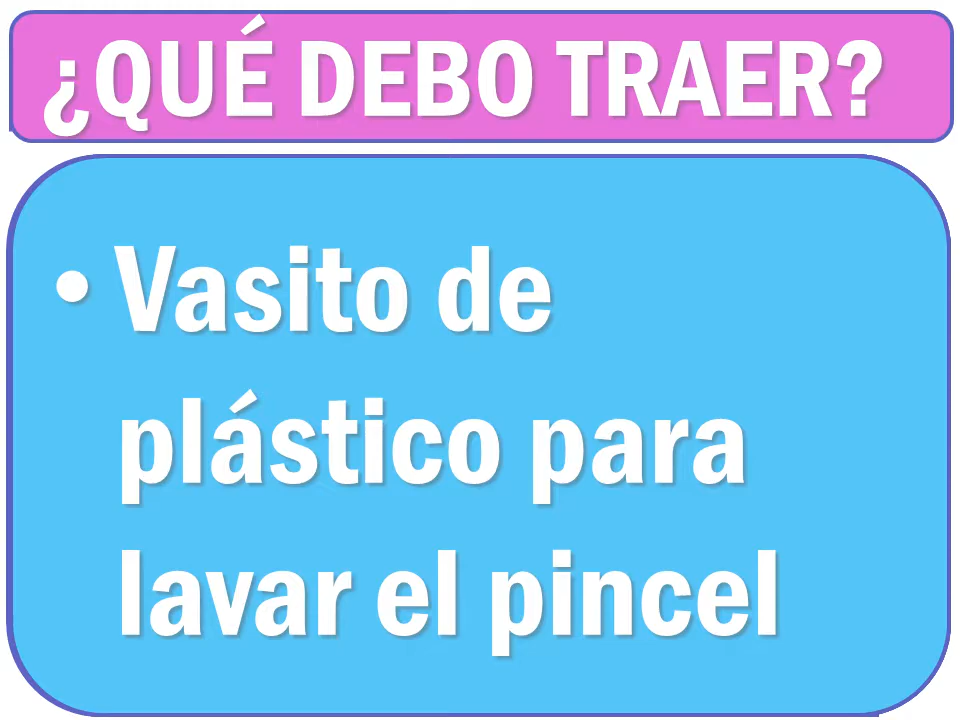 ¿QUÉ DEBO TRAER?
• Vasito de
plástico para
lavar el pincel